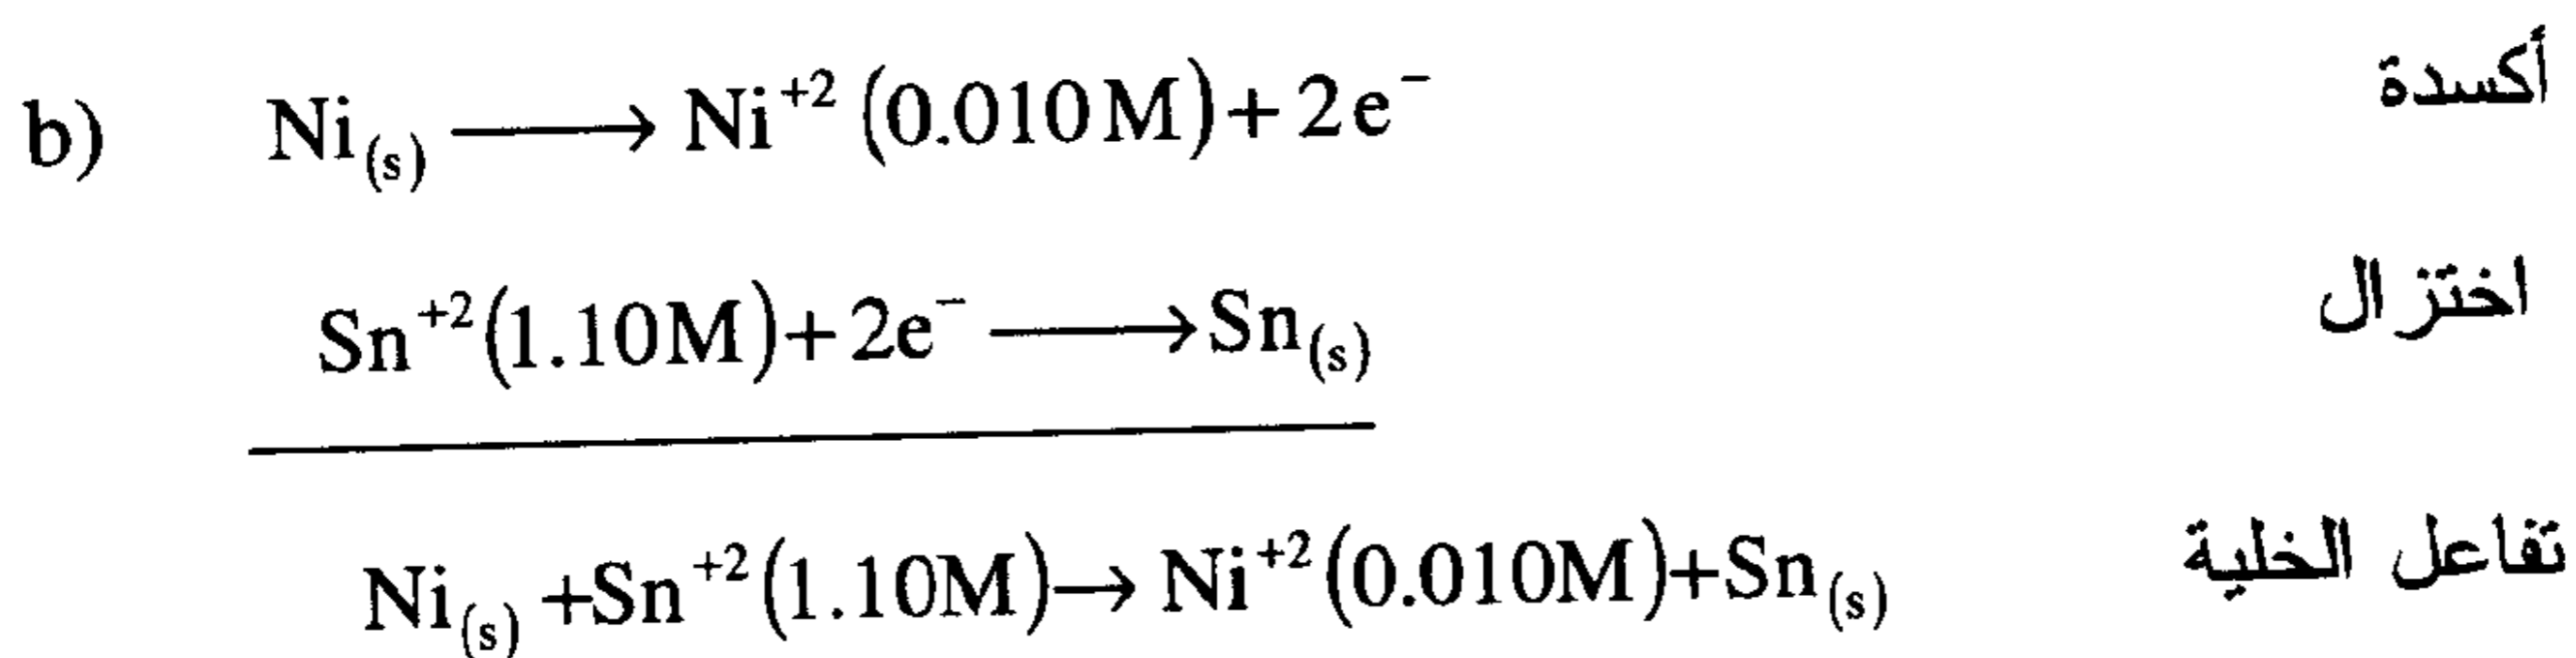 b) Ni(s) ⟶ Ni⁺² (0.010 M) + 2e⁻ أكسدة
Sn⁺² (1.10M) + 2e⁻ ⟶ Sn(s) اختزال
Ni(s) + Sn⁺² (1.10M) → Ni⁺² (0.010M) + Sn(s) تفاعل الخلية